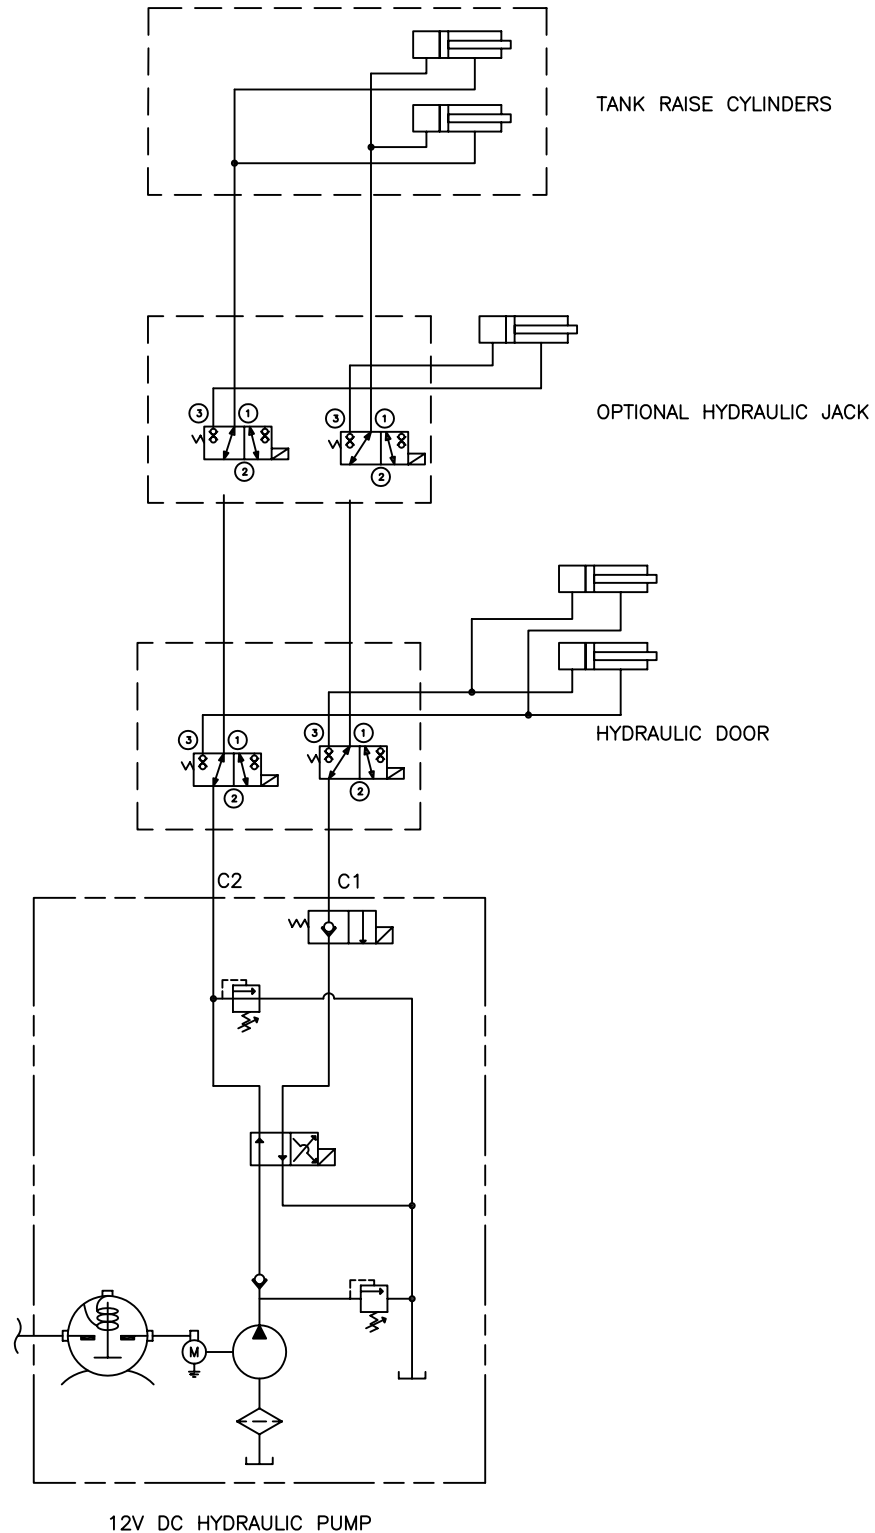 TANK RAISE CYLINDERS
3 1 3 1
2 2
OPTIONAL HYDRAULIC JACK
3 1 3 1
2 2
HYDRAULIC DOOR
C2 C1
M
12V DC HYDRAULIC PUMP